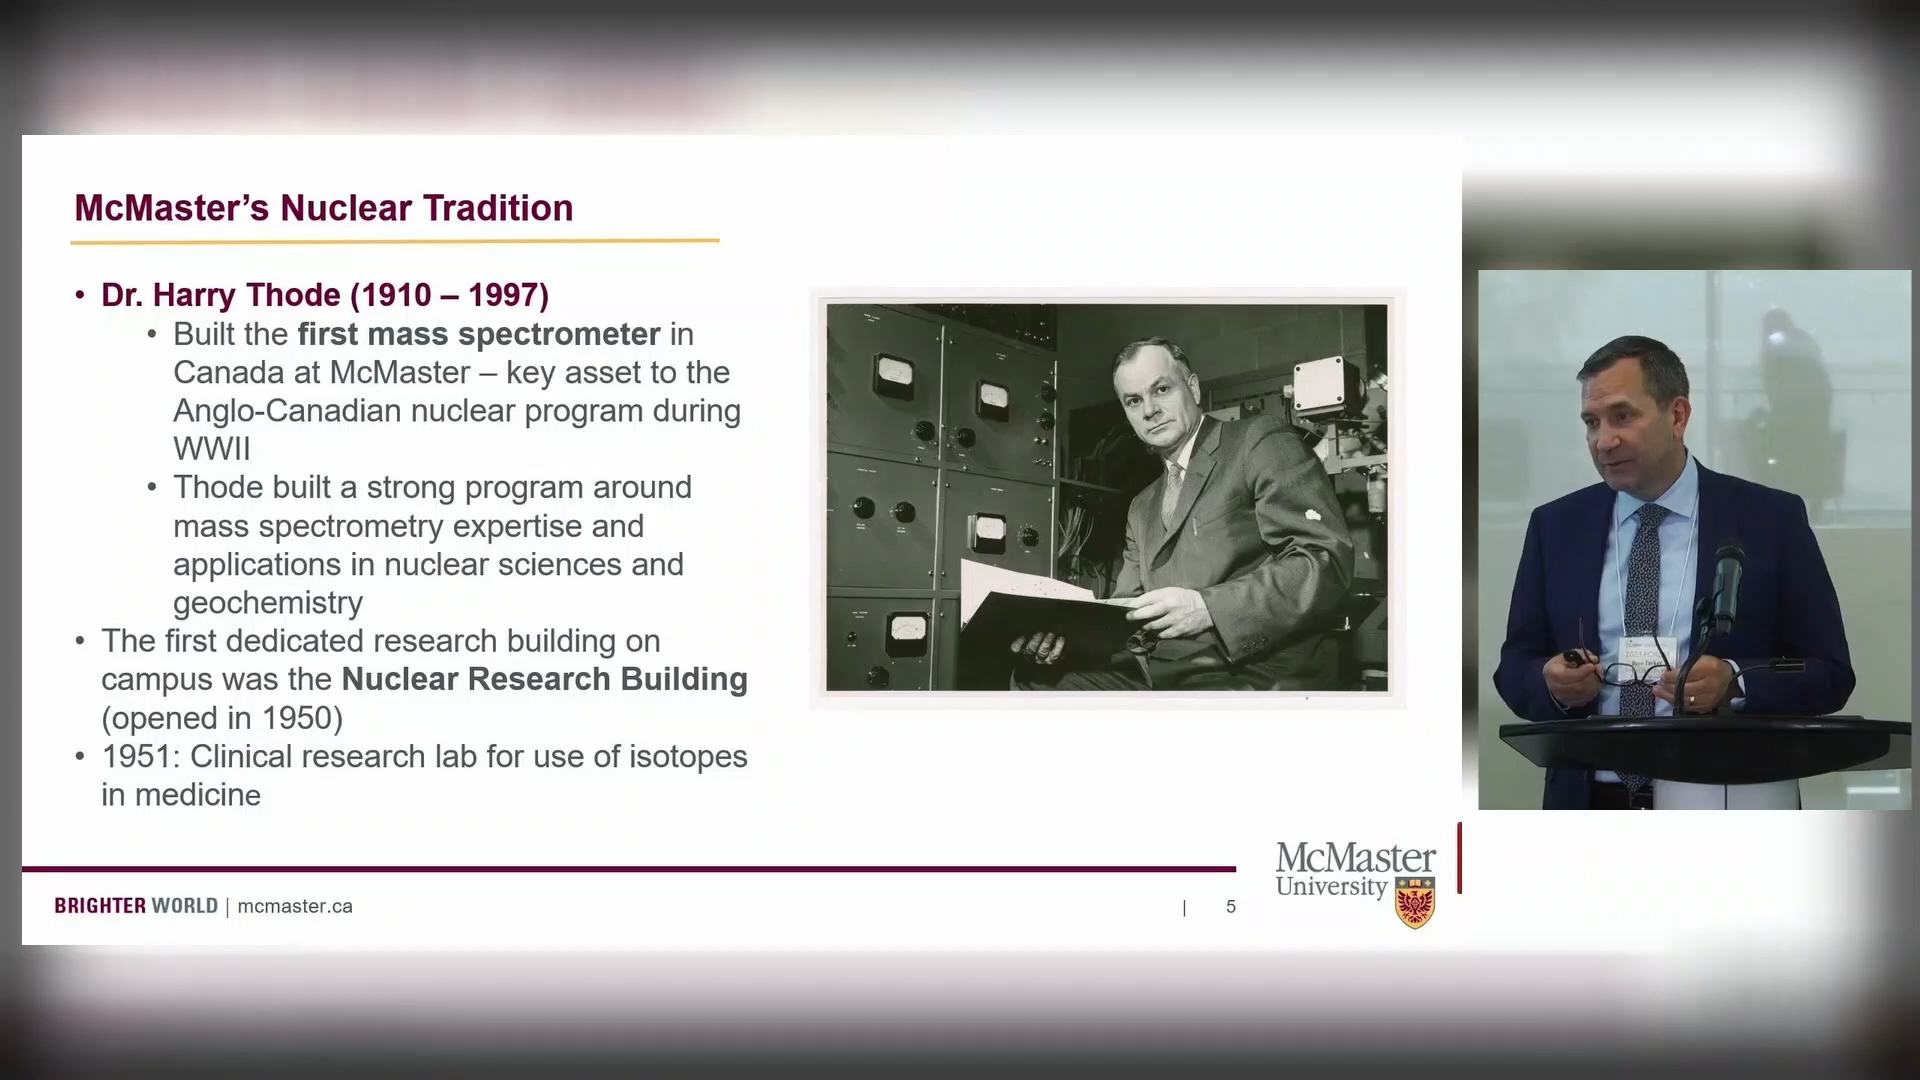 McMaster’s Nuclear Tradition
• Dr. Harry Thode (1910 – 1997)
• Built the first mass spectrometer in
Canada at McMaster – key asset to the
Anglo-Canadian nuclear program during
WWII
• Thode built a strong program around
mass spectrometry expertise and
applications in nuclear sciences and
geochemistry
• The first dedicated research building on
campus was the Nuclear Research Building
(opened in 1950)
• 1951: Clinical research lab for use of isotopes
in medicine
BRIGHTER WORLD | mcmaster.ca
| 5
McMaster
University